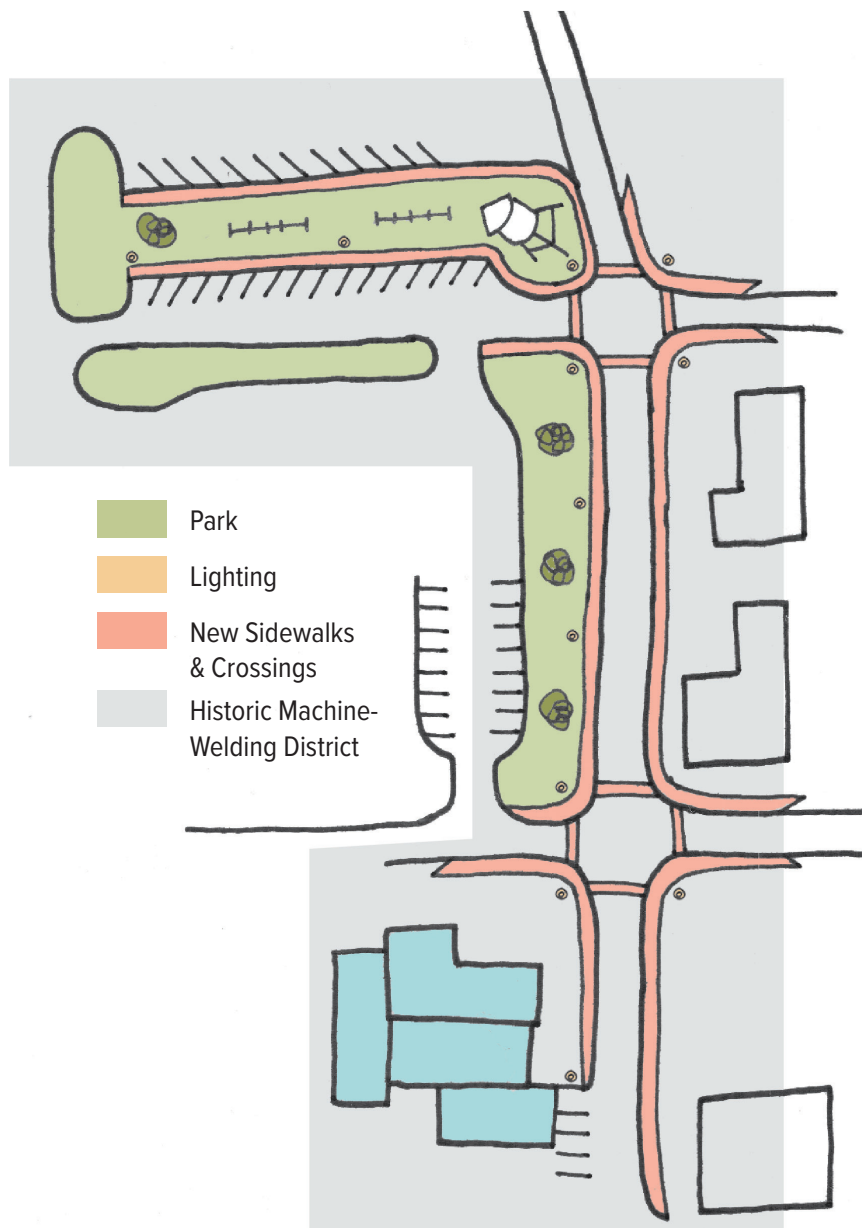 Park
Lighting
New Sidewalks
& Crossings
Historic Machine-
Welding District